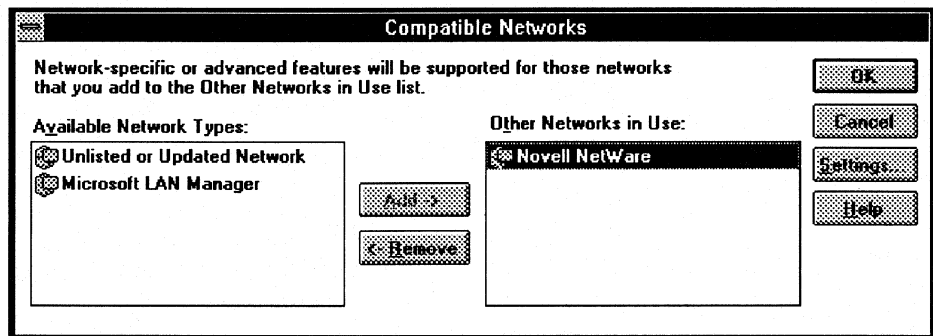 Compatible Networks
Network-specific or advanced features will be supported for those networks
that you add to the Other Networks in Use list.
Available Network Types:
Unlisted or Updated Network
Microsoft LAN Manager
Add ->
<- Remove
Other Networks in Use:
Novell NetWare
OK
Cancel
Settings...
Help